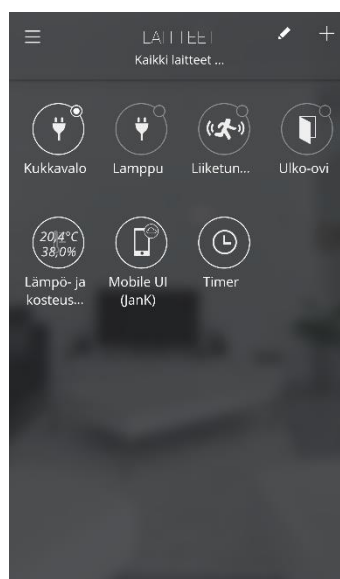 LAITTEET
Kaikki laitteet ...
Kukkavalo
Lamppu
Liiketun...
Ulko-ovi
20,4°C
38,0%
Lämpö- ja
kosteus...
Mobile UI
(JanK)
Timer